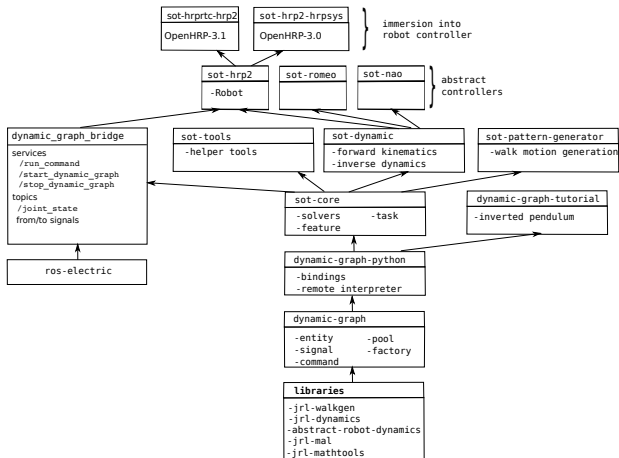 sot-hrprtc-hrp2
OpenHRP-3.1
sot-hrp2-hrpsys
OpenHRP-3.0
immersion into
robot controller
sot-hrp2
-Robot
sot-romeo
sot-nao
abstract
controllers
dynamic_graph_bridge
services
/run_command
/start_dynamic_graph
/stop_dynamic_graph
topics
/joint_state
from/to signals
sot-tools
-helper tools
sot-dynamic
-forward kinematics
-inverse dynamics
sot-pattern-generator
-walk motion generation
sot-core
-solvers -task
-feature
dynamic-graph-tutorial
-inverted pendulum
ros-electric
dynamic-graph-python
-bindings
-remote interpreter
dynamic-graph
-entity -pool
-signal -factory
-command
libraries
-jrl-walkgen
-jrl-dynamics
-abstract-robot-dynamics
-jrl-mal
-jrl-mathtools